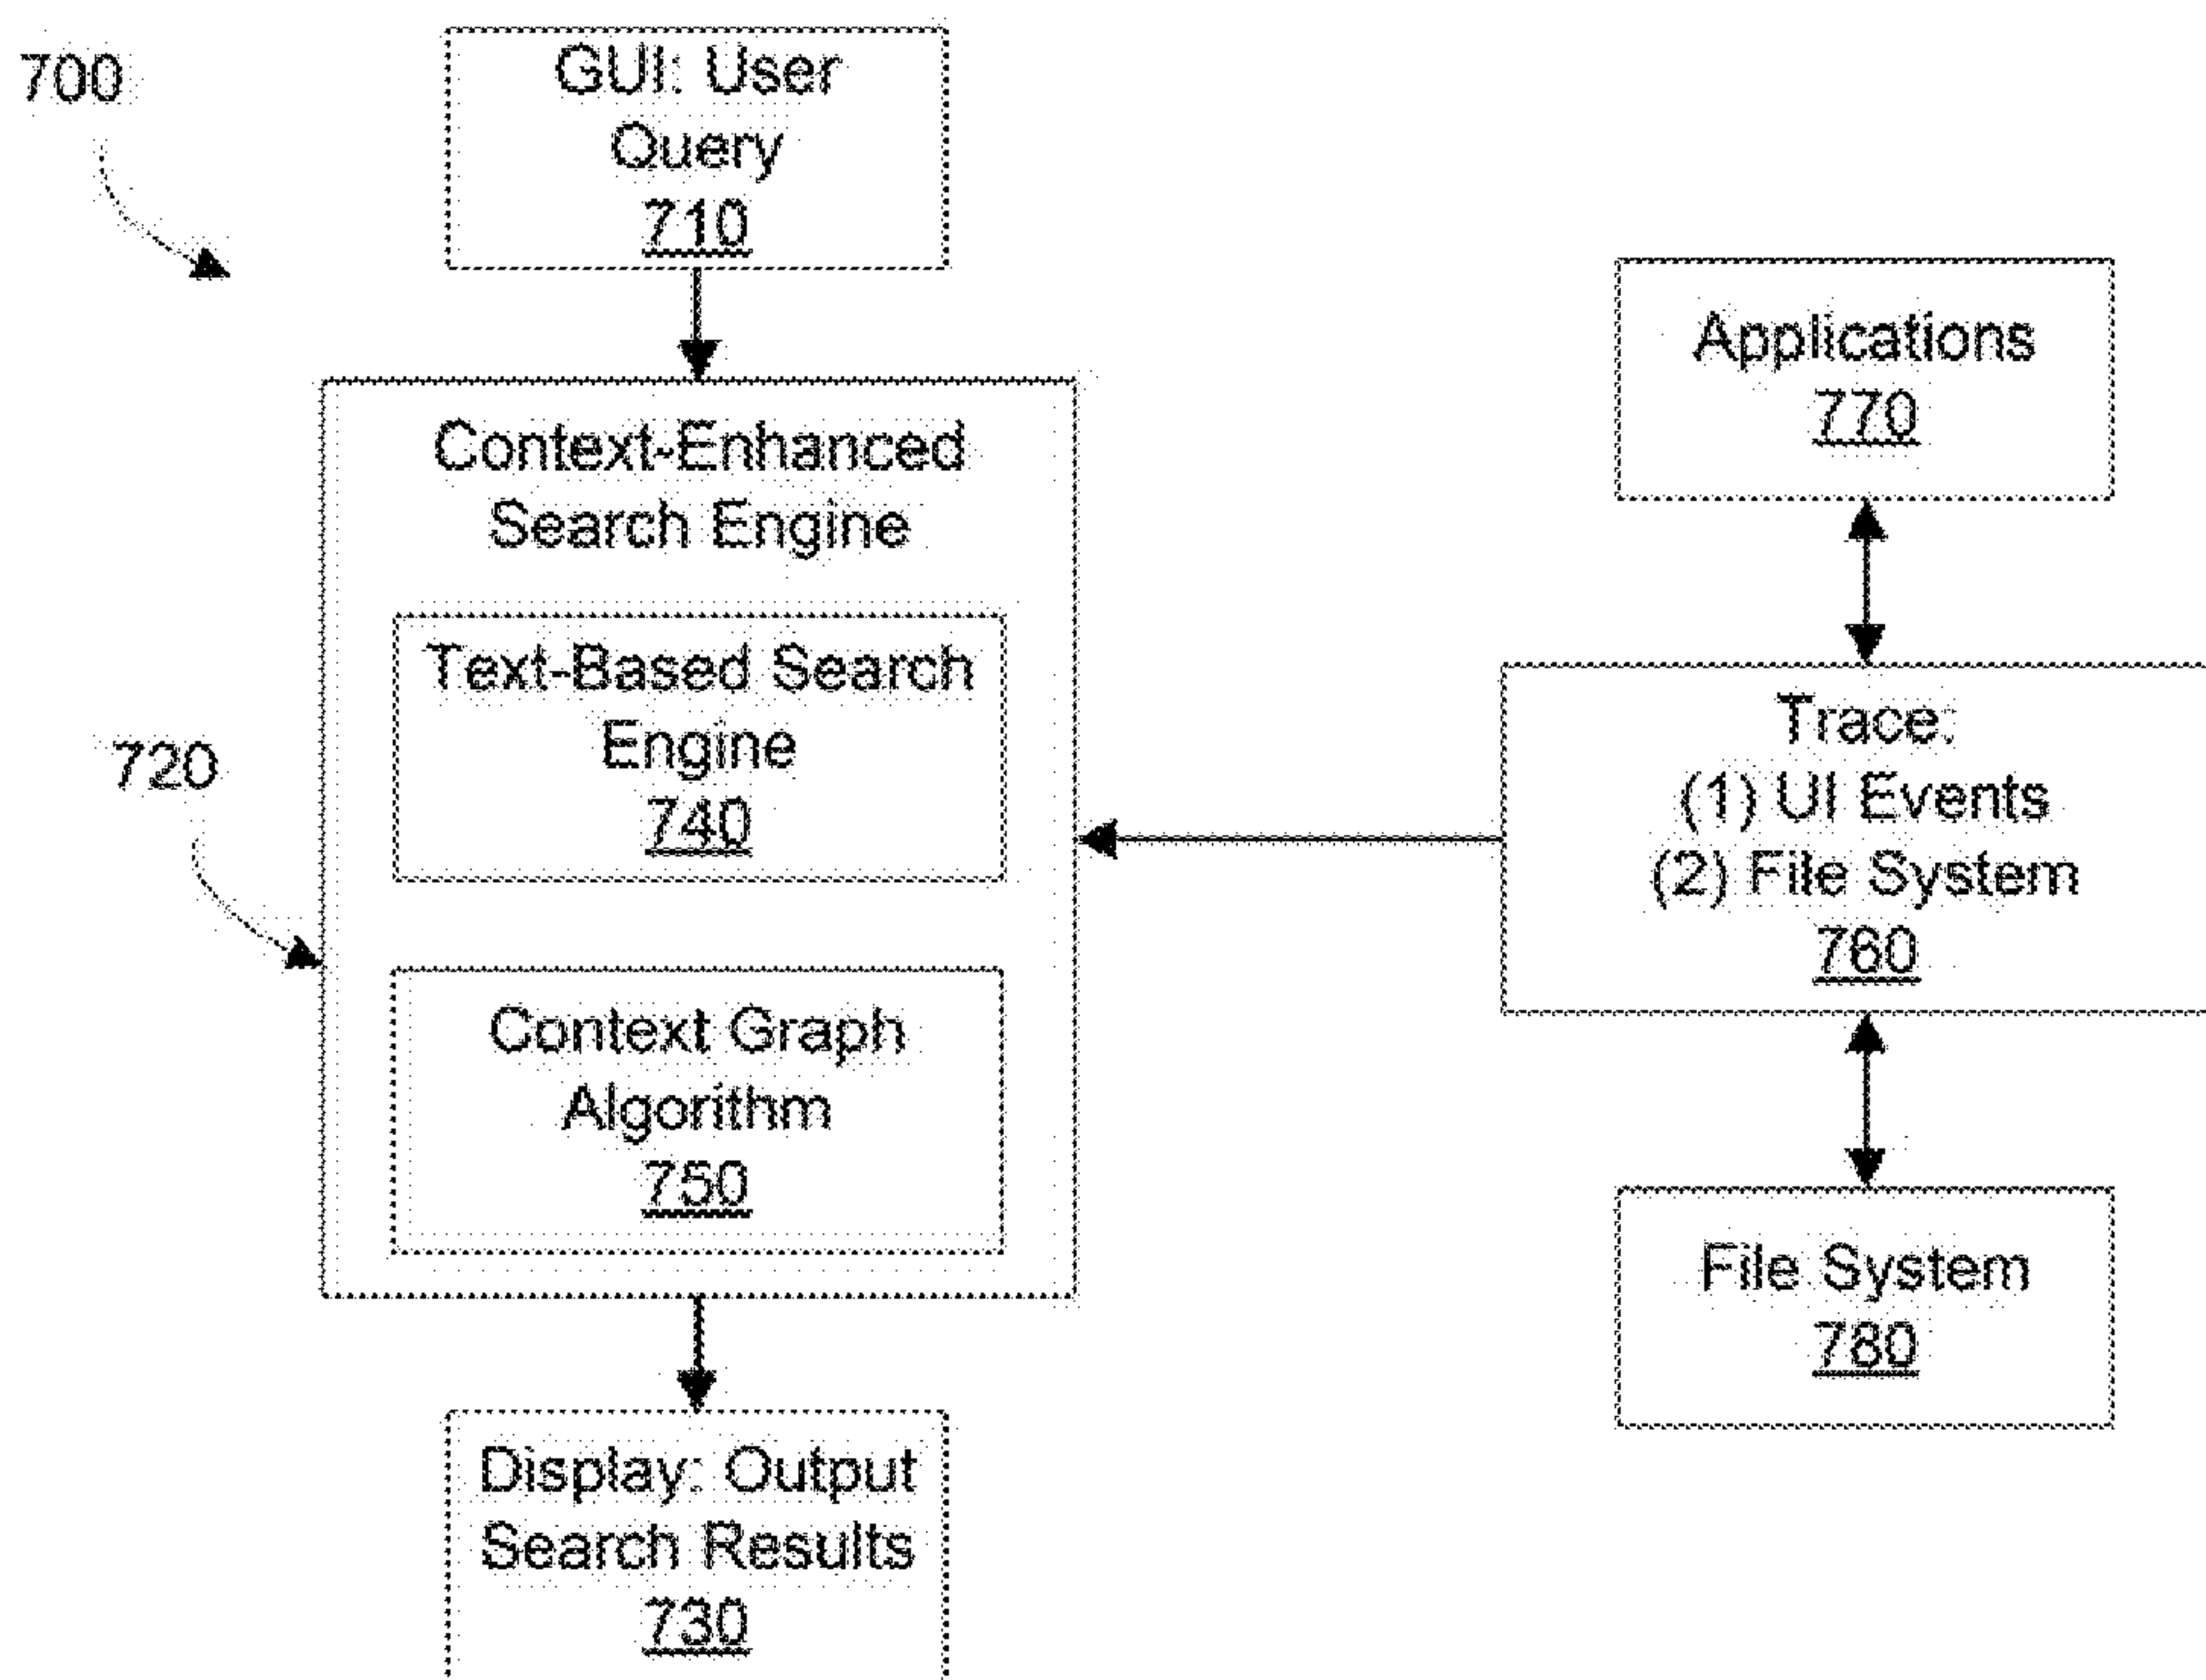 700
GUI: User
Query
710
Context-Enhanced
Search Engine
Text-Based Search
Engine
740
720
Context Graph
Algorithm
750
Display: Output
Search Results
730
Applications
770
Trace:
(1) UI Events
(2) File System
760
File System
780